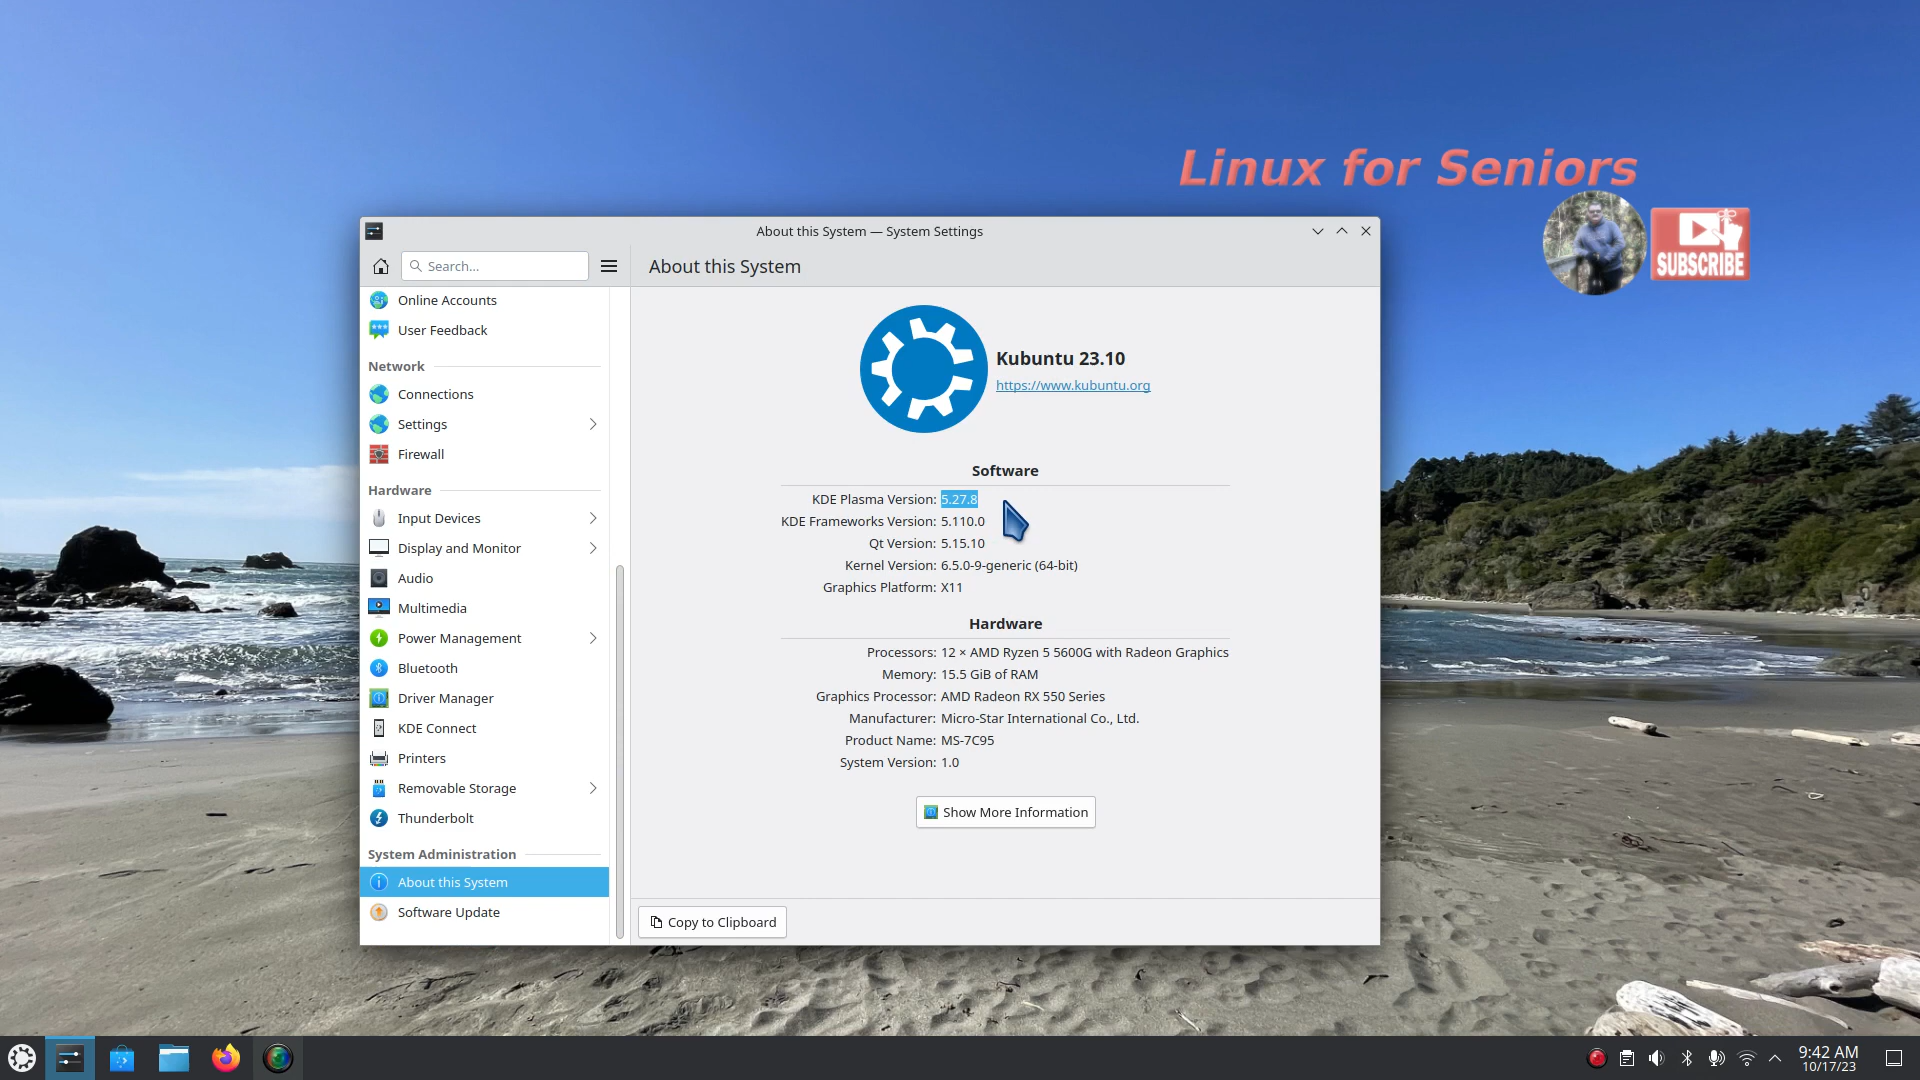 Linux for Seniors
SUBSCRIBE
About this System — System Settings
Search...
About this System
Online Accounts
User Feedback
Network
Connections
Settings
Firewall
Hardware
Input Devices
Display and Monitor
Audio
Multimedia
Power Management
Bluetooth
Driver Manager
KDE Connect
Printers
Removable Storage
Thunderbolt
System Administration
About this System
Software Update
Kubuntu 23.10
https://www.kubuntu.org
Software
KDE Plasma Version: 5.27.8
KDE Frameworks Version: 5.110.0
Qt Version: 5.15.10
Kernel Version: 6.5.0-9-generic (64-bit)
Graphics Platform: X11
Hardware
Processors: 12 × AMD Ryzen 5 5600G with Radeon Graphics
Memory: 15.5 GiB of RAM
Graphics Processor: AMD Radeon RX 550 Series
Manufacturer: Micro-Star International Co., Ltd.
Product Name: MS-7C95
System Version: 1.0
Show More Information
Copy to Clipboard
9:42 AM
10/17/23